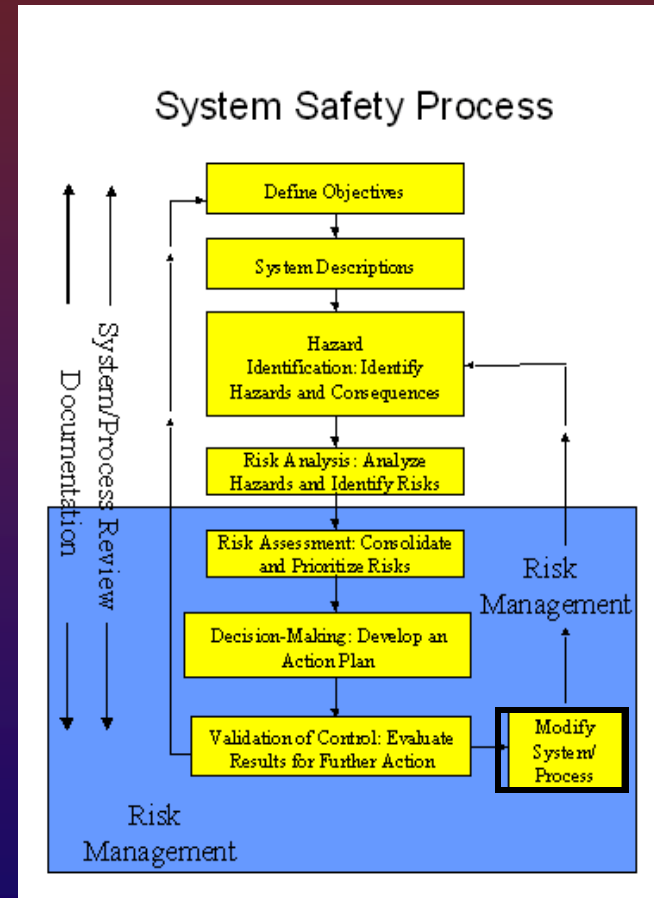 System Safety Process
Define Objectives
System Descriptions
Hazard
Identification: Identify
Hazards and Consequences
Risk Analysis: Analyze
Hazards and Identify Risks
Risk Assessment: Consolidate
and Prioritize Risks
Decision-Making: Develop an
Action Plan
Validation of Control: Evaluate
Results for Further Action
Modify
System/
Process
Risk
Management
Risk
Management
System/Process Review
Documentation